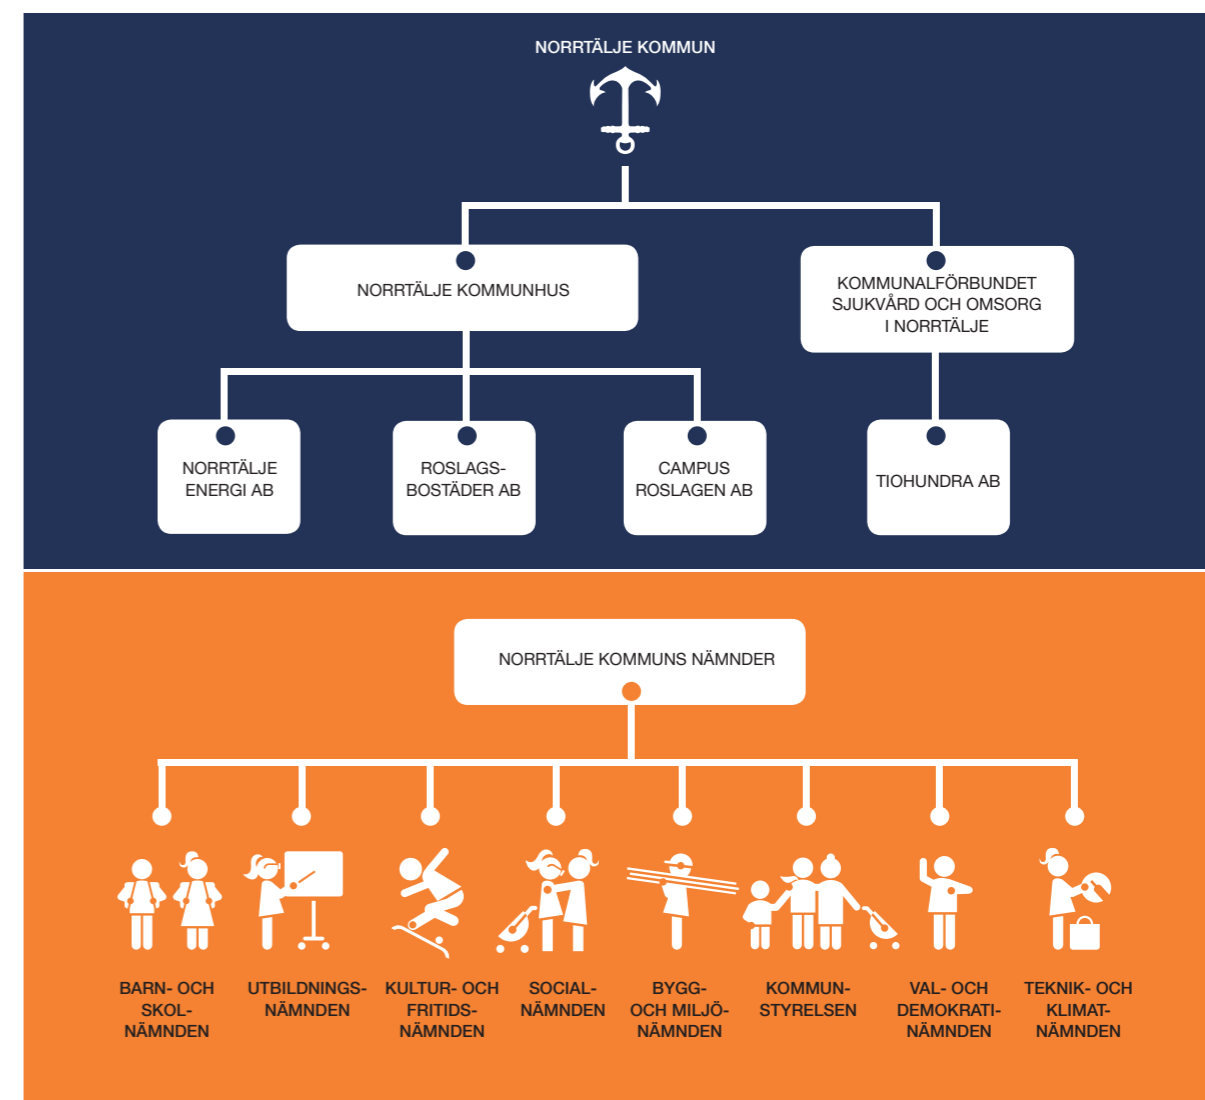 NORRTÄLJE KOMMUN
NORRTÄLJE KOMMUNHUS
KOMMUNALFÖRBUNDET
SJUKVÅRD OCH OMSORG
I NORRTÄLJE
NORRTÄLJE
ENERGI AB
ROSLAGS-
BOSTÄDER AB
CAMPUS
ROSLAGEN AB
TIOHUNDRA AB
NORRTÄLJE KOMMUNS NÄMNDER
BARN- OCH
SKOL-
NÄMNDEN
UTBILDNINGS-
NÄMNDEN
KULTUR- OCH
FRITIDS-
NÄMNDEN
SOCIAL-
NÄMNDEN
BYGG-
OCH MILJÖ-
NÄMNDEN
KOMMUN-
STYRELSEN
VAL- OCH
DEMOKRATI-
NÄMNDEN
TEKNIK- OCH
KLIMAT-
NÄMNDEN